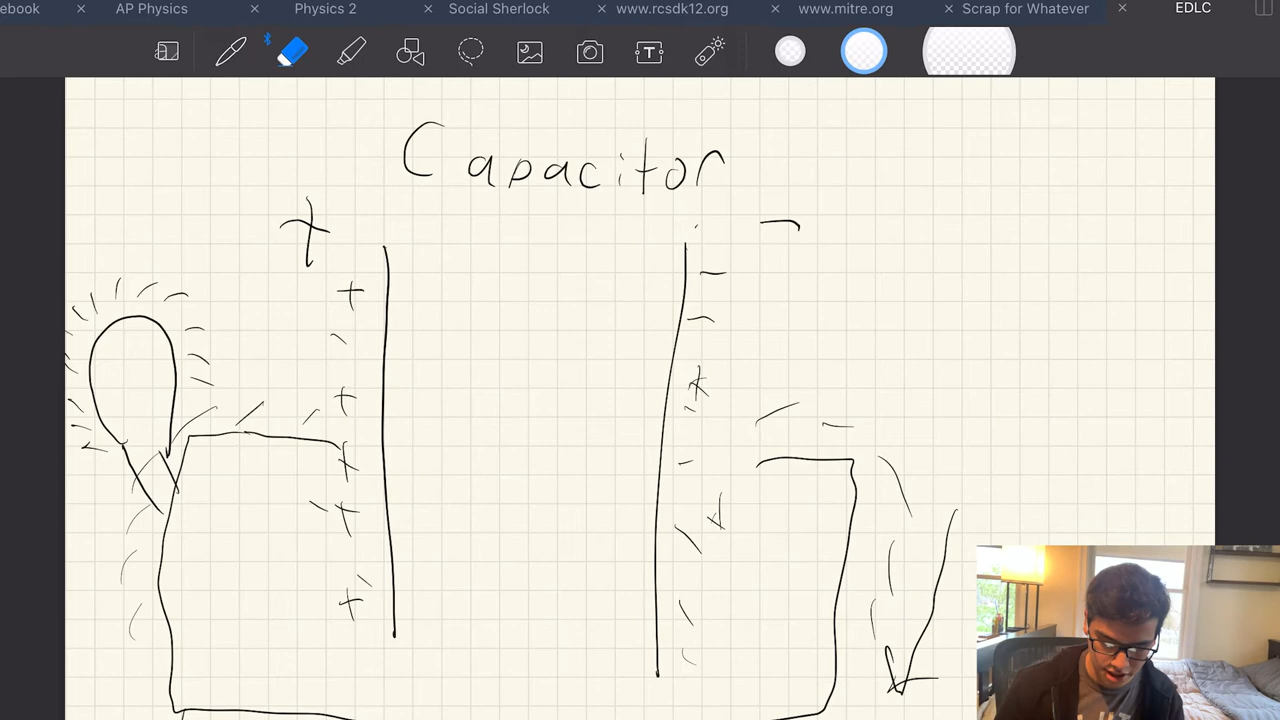 ebook AP Physics Physics 2 Social Sherlock www.rcsdk12.org www.mitre.org Scrap for Whatever EDLC
T
Capacitor
+ -